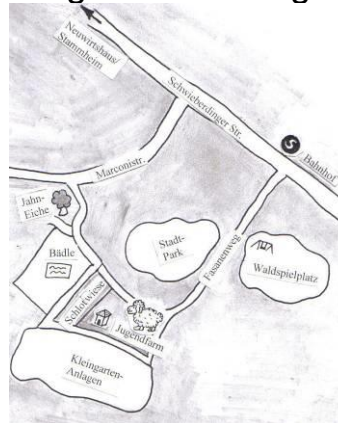 Neuwirtshaus/
Stammheim
Schwieberdinger Str.
S
Bahnhof
Marconistr.
Jahn-
Eiche
Stadt-
Park
Fasanenweg
Waldspielplatz
Bädle
Schlotwiese
Jugendfarm
Kleingarten-
Anlagen